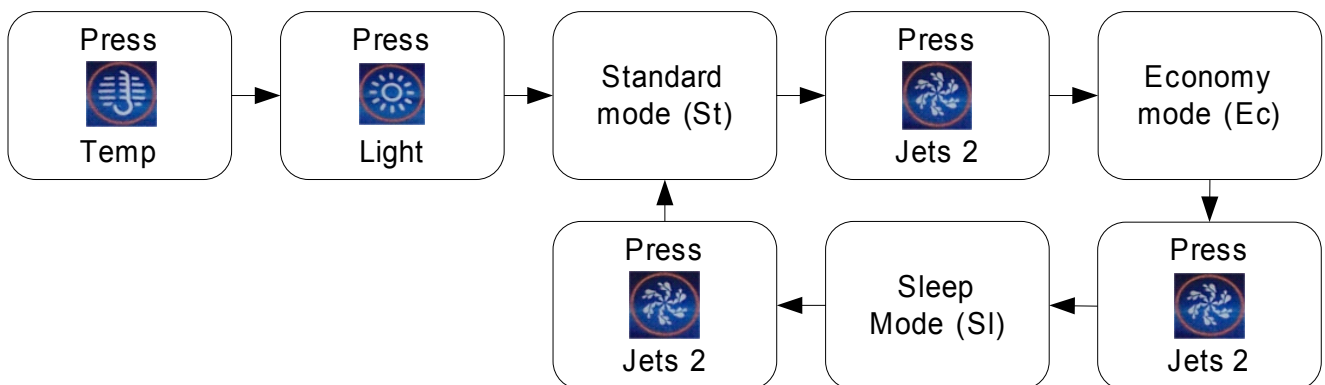 Press
Temp
Press
Light
Standard
mode (St)
Press
Jets 2
Economy
mode (Ec)
Press
Jets 2
Sleep
Mode (Sl)
Press
Jets 2